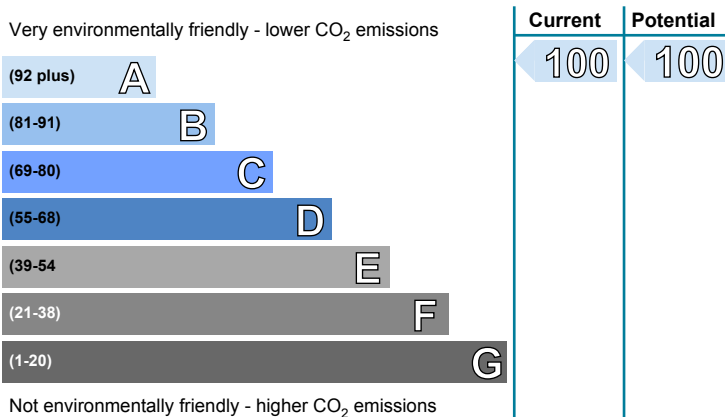 Very environmentally friendly - lower CO2 emissions
Current Potential
(92 plus) A 100 100
(81-91) B
(69-80) C
(55-68) D
(39-54 E
(21-38) F
(1-20) G
Not environmentally friendly - higher CO2 emissions